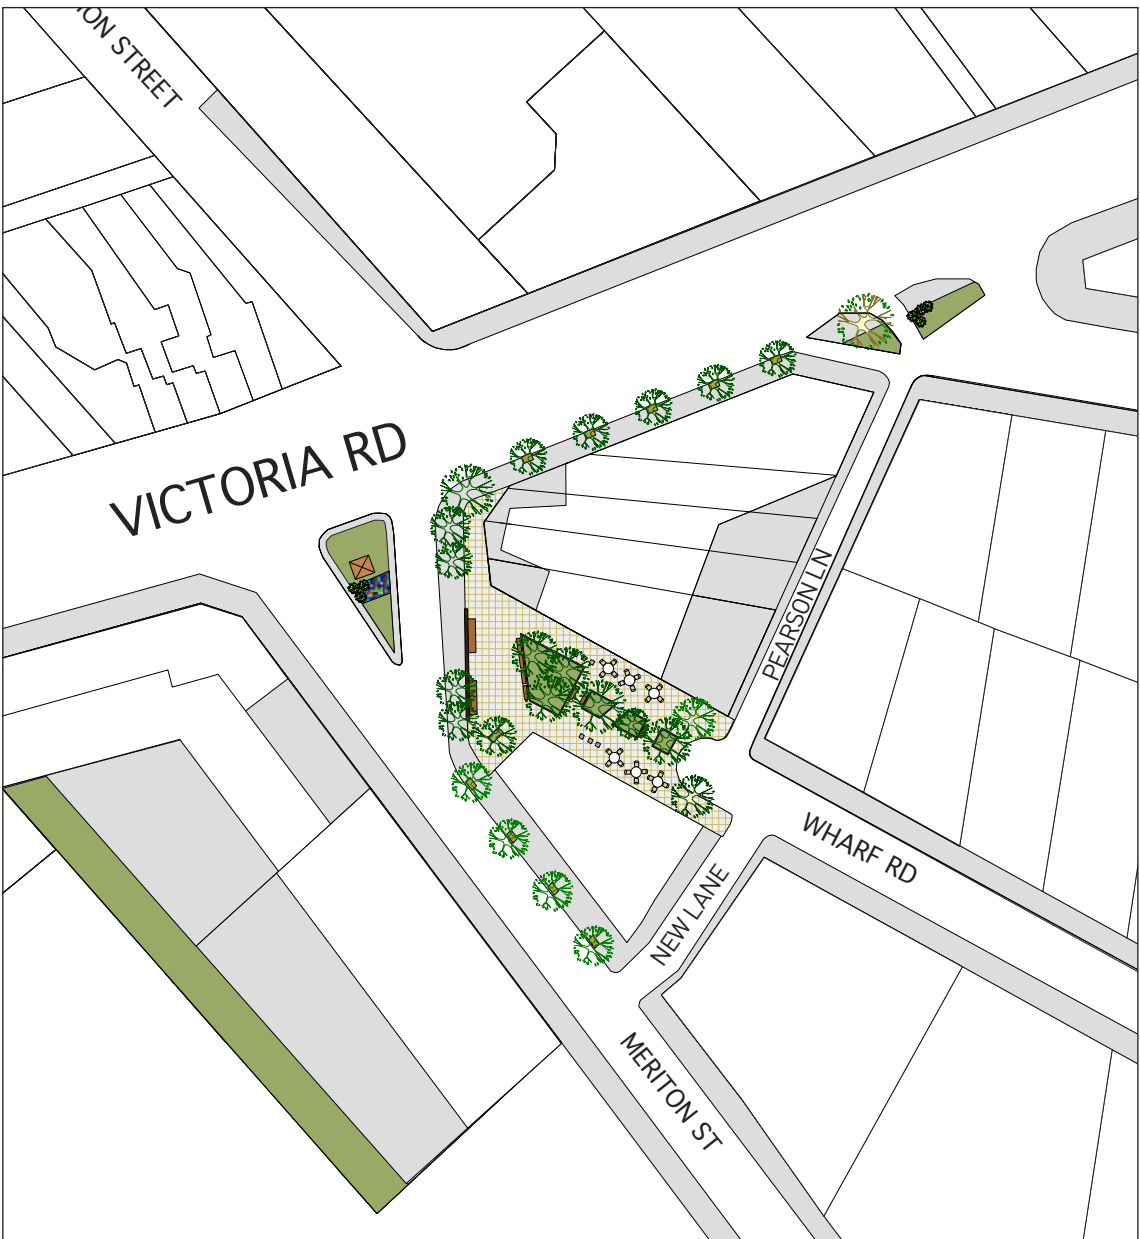 ON STREET
VICTORIA RD
PEARSON LN
WHARF RD
NEW LANE
MERITON ST